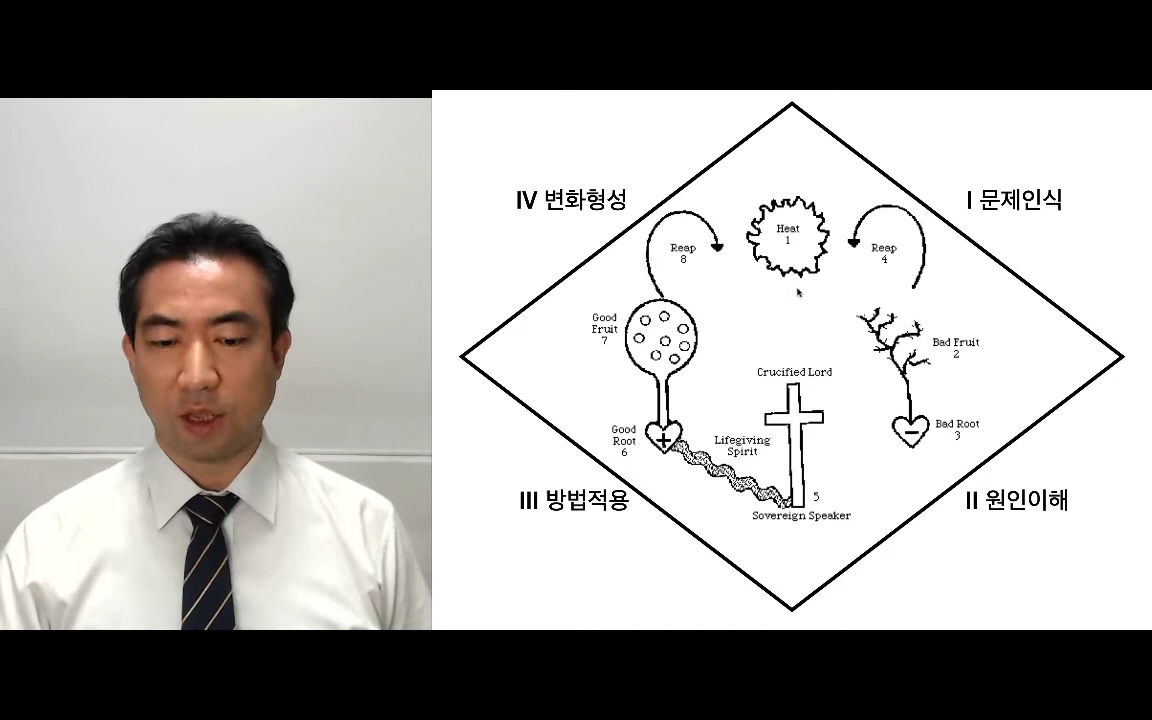 IV 변화형성
I 문제인식
Heat
1
Reap
8
Reap
4
Good
Fruit
7
Bad Fruit
2
Crucified Lord
Good
Root
6
Lifegiving
Spirit
Bad Root
3
5
Sovereign Speaker
III 방법적용
II 원인이해